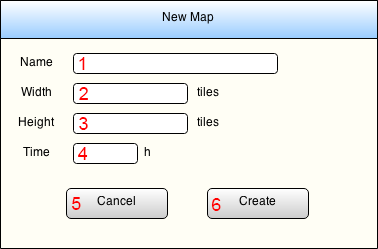 New Map
Name 1
Width 2 tiles
Height 3 tiles
Time 4 h
5 Cancel 6 Create